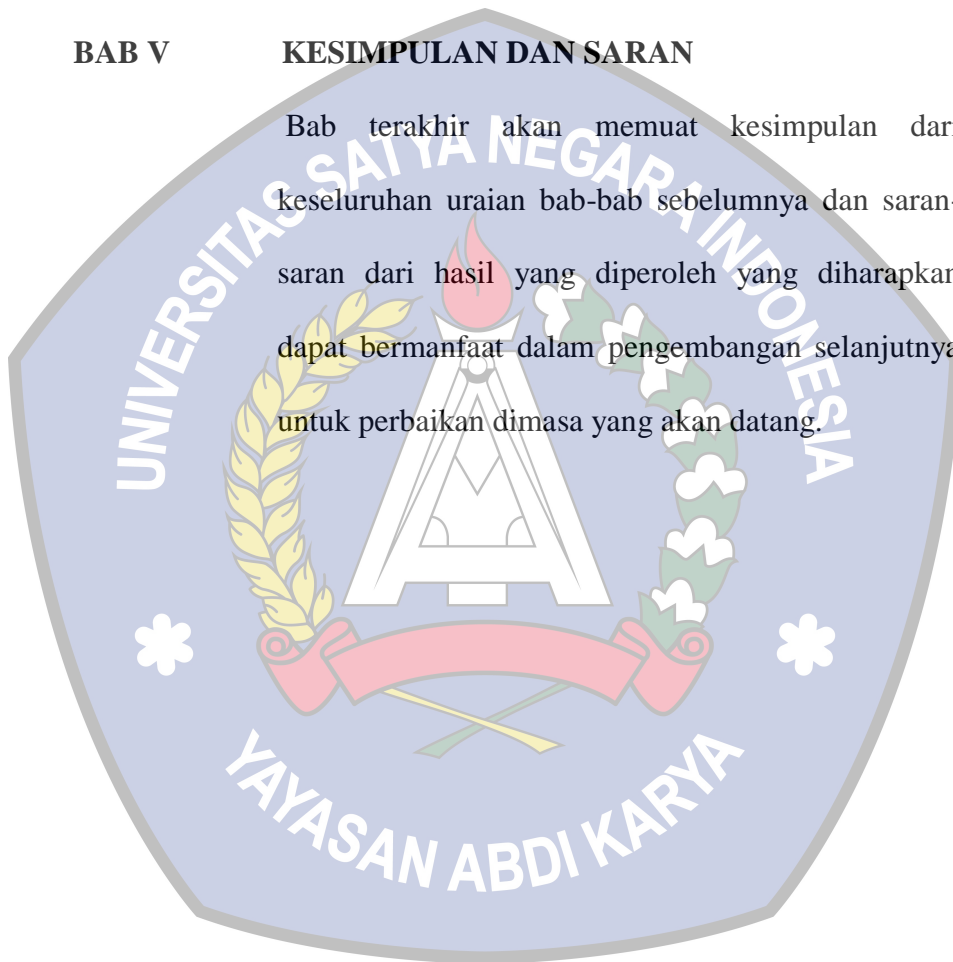 BAB V KESIMPULAN DAN SARAN
Bab terakhir akan memuat kesimpulan dari
keseluruhan uraian bab-bab sebelumnya dan saran-
saran dari hasil yang diperoleh yang diharapkan
dapat bermanfaat dalam pengembangan selanjutnya
untuk perbaikan dimasa yang akan datang.
UNIVERSITAS SATYA NEGARA INDONESIA
YAYASAN ABDI KARYA